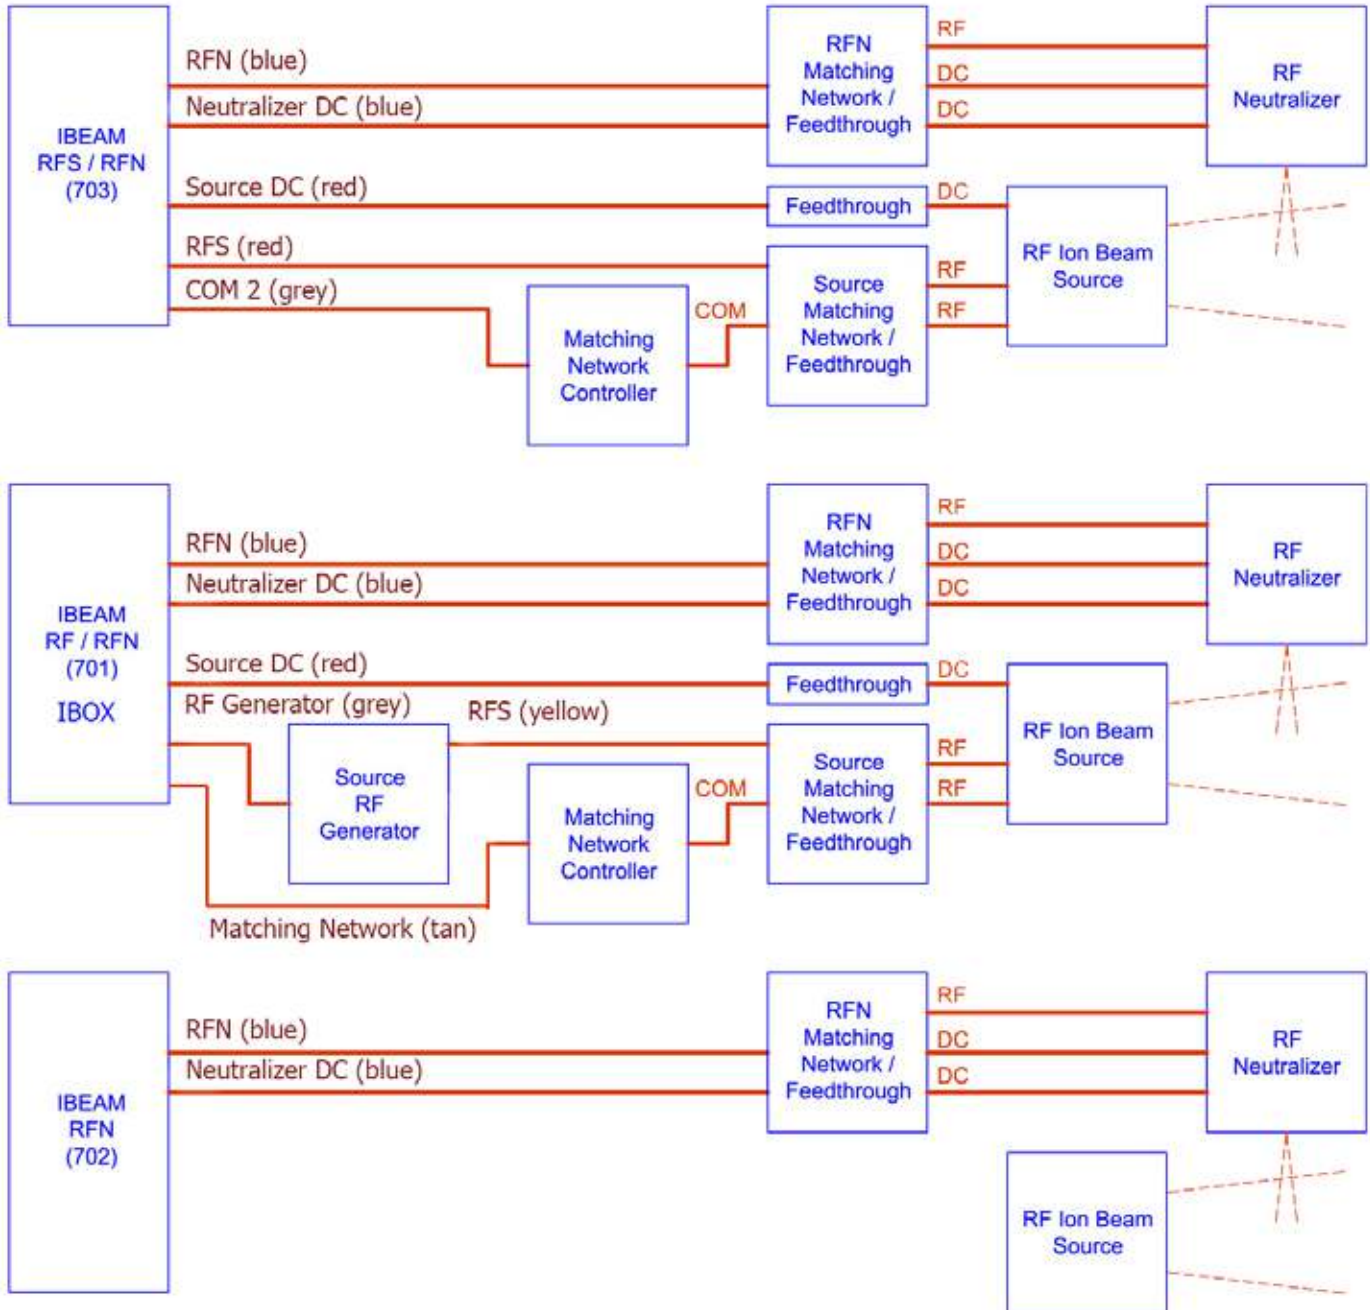 RFN (blue)
Neutralizer DC (blue)
Source DC (red)
RFS (red)
COM 2 (grey)
IBEAM
RFS / RFN
(703)
RFN
Matching
Network /
Feedthrough
RF
DC
DC
RF
Neutralizer
Feedthrough
DC
RF Ion Beam
Source
Matching
Network
Controller
COM
Source
Matching
Network /
Feedthrough
RF
RF
IBEAM
RF / RFN
(701)
IBOX
RFN (blue)
Neutralizer DC (blue)
Source DC (red)
RF Generator (grey)
RFS (yellow)
Source
RF
Generator
Matching Network (tan)
Matching
Network
Controller
COM
RFN
Matching
Network /
Feedthrough
RF
DC
DC
RF
Neutralizer
Feedthrough
DC
Source
Matching
Network /
Feedthrough
RF
RF
RF Ion Beam
Source
IBEAM
RFN
(702)
RFN (blue)
Neutralizer DC (blue)
RFN
Matching
Network /
Feedthrough
RF
DC
DC
RF
Neutralizer
RF Ion Beam
Source